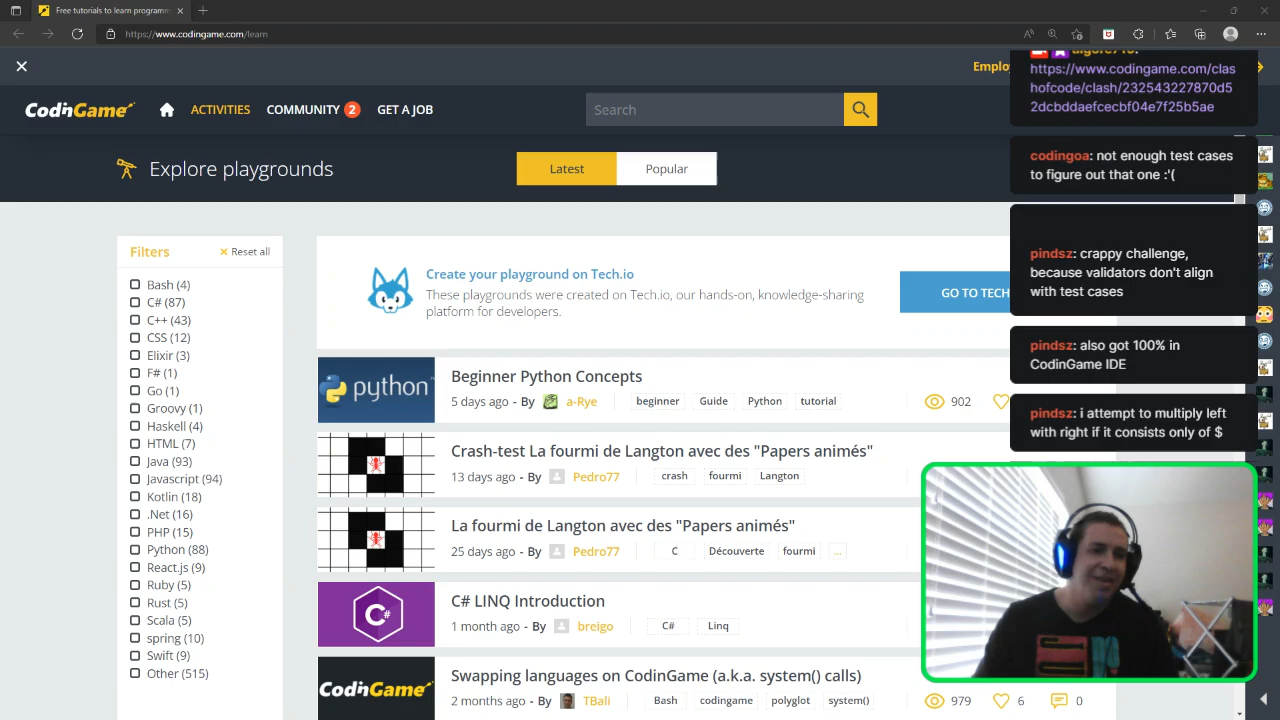 Free tutorials to learn programm
https://www.codingame.com/learn
Emplo
CodinGame
ACTIVITIES
COMMUNITY 2
GET A JOB
Search
Explore playgrounds
Latest
Popular
Filters
Reset all
Bash (4)
C# (87)
C++ (43)
CSS (12)
Elixir (3)
F# (1)
Go (1)
Groovy (1)
Haskell (4)
HTML (7)
Java (93)
Javascript (94)
Kotlin (18)
.Net (16)
PHP (15)
Python (88)
React.js (9)
Ruby (5)
Rust (5)
Scala (5)
spring (10)
Swift (9)
Other (515)
Create your playground on Tech.io
These playgrounds were created on Tech.io, our hands-on, knowledge-sharing
platform for developers.
GO TO TECH
python
Beginner Python Concepts
5 days ago - By a-Rye beginner Guide Python tutorial 902
Crash-test La fourmi de Langton avec des "Papers animés"
13 days ago - By Pedro77 crash fourmi Langton
La fourmi de Langton avec des "Papers animés"
25 days ago - By Pedro77 C Découverte fourmi ...
C#
C# LINQ Introduction
1 month ago - By breigo C# Linq
CodinGame
Swapping languages on CodinGame (a.k.a. system() calls)
2 months ago - By TBali Bash codingame polyglot system() 979 6 0
https://www.codingame.com/clas
hofcode/clash/232543227870d5
2dcbddaefcecbf04e7f25b5ae
codingoa: not enough test cases
to figure out that one :'(
pindsz: crappy challenge,
because validators don't align
with test cases
pindsz: also got 100% in
CodinGame IDE
pindsz: i attempt to multiply left
with right if it consists only of $